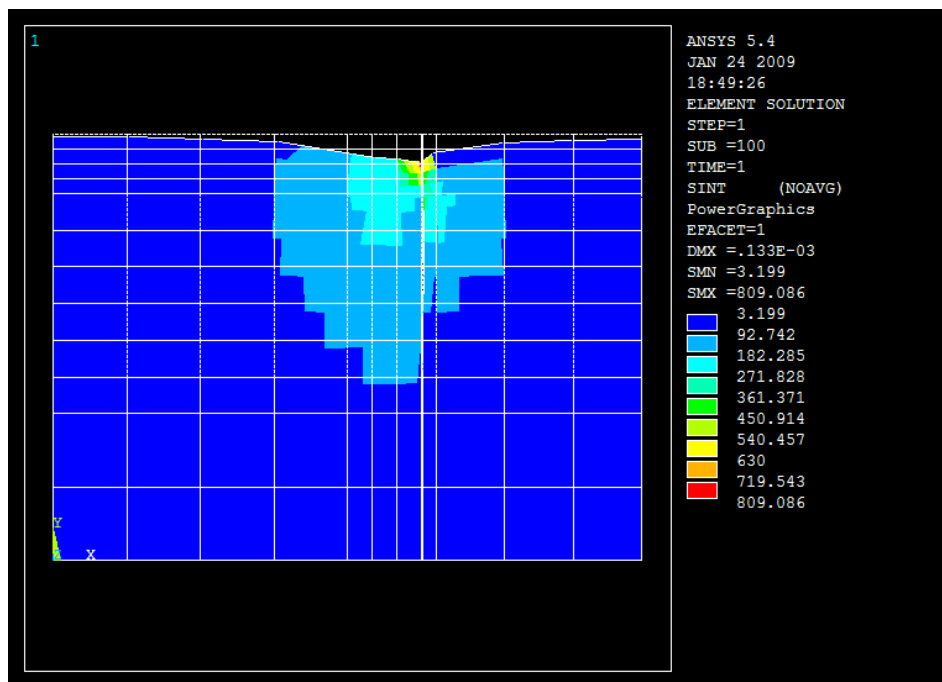 1
ANSYS 5.4
JAN 24 2009
18:49:26
ELEMENT SOLUTION
STEP=1
SUB =100
TIME=1
SINT (NOAVG)
PowerGraphics
EFACET=1
DMX =.133E-03
SMN =3.199
SMX =809.086
3.199
92.742
182.285
271.828
361.371
450.914
540.457
630
719.543
809.086
Y
X